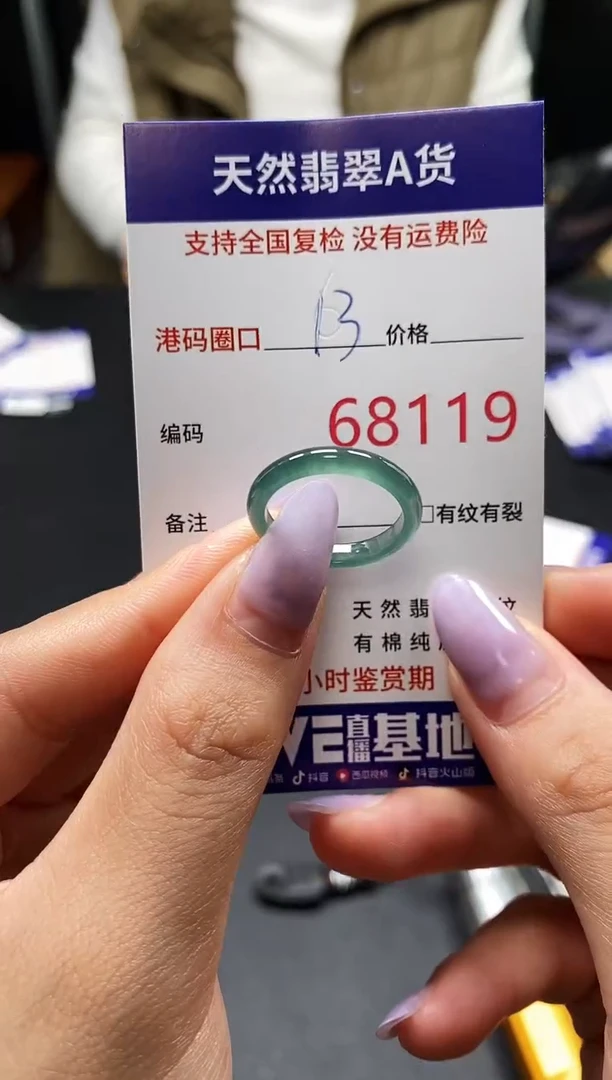 天然翡翠A货
支持全国复检 没有运费险
港码圈口 13 价格
编码 68119
备注 □有纹有裂
天然翡 纹
有棉纯
小时鉴赏期
VE直播基地
抖音 西瓜视频 抖音火山版